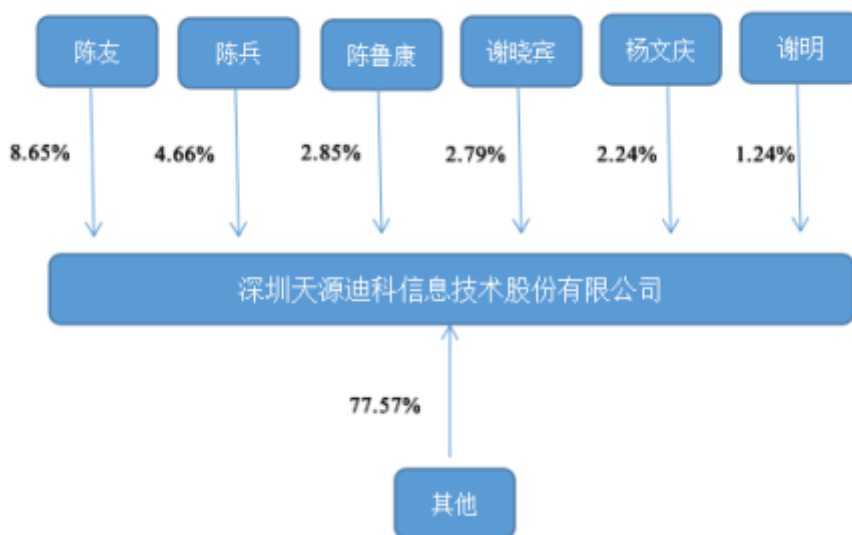 陈友
陈兵
陈鲁康
谢晓宾
杨文庆
谢明
8.65%
4.66%
2.85%
2.79%
2.24%
1.24%
深圳天源迪科信息技术股份有限公司
77.57%
其他